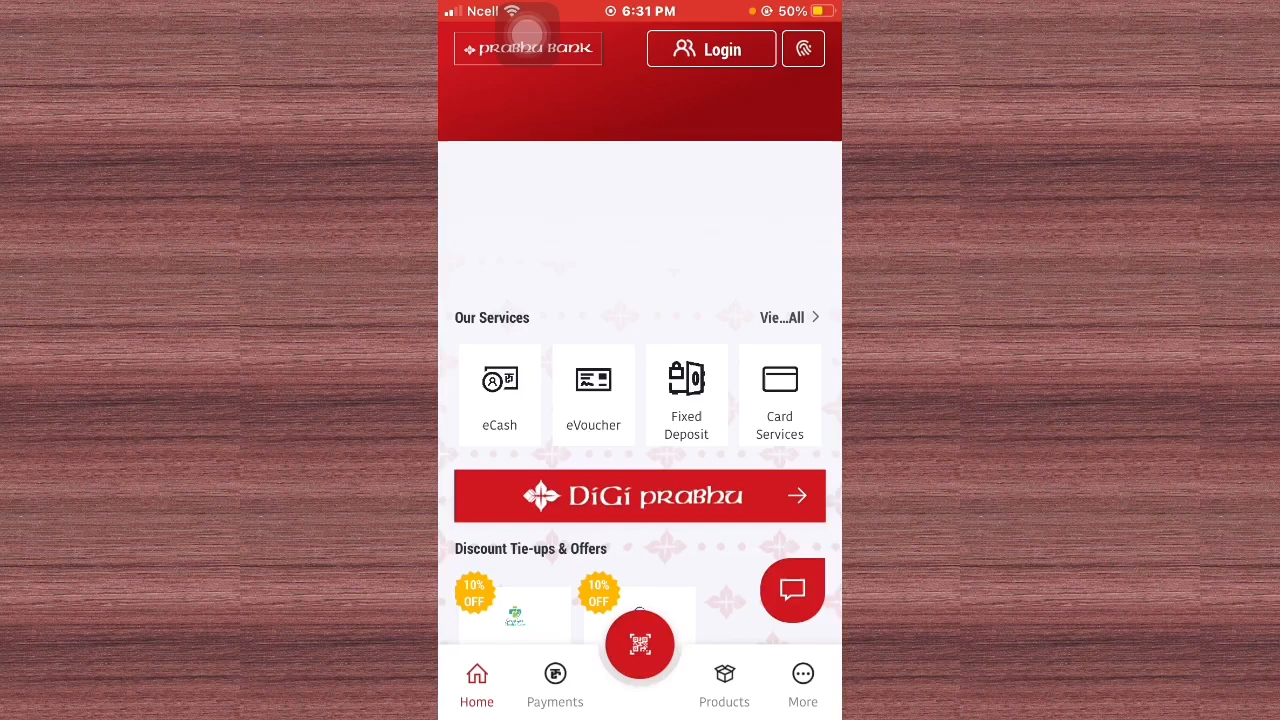 Ncell
6:31 PM
50%
PRABHU BANK
Login
Our Services
Vie...All
eCash
eVoucher
Fixed
Deposit
Card
Services
DiGi PRABHU
Discount Tie-ups & Offers
10%
OFF
10%
OFF
Home
Payments
Products
More